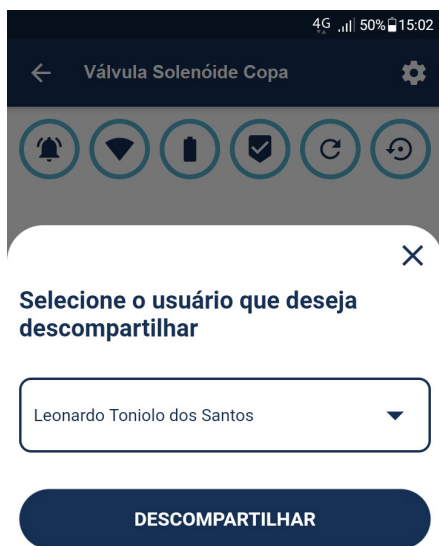 4G 50% 15:02
Válvula Solenóide Copa
Selecione o usuário que deseja
descompartilhar
Leonardo Toniolo dos Santos
DESCOMPARTILHAR